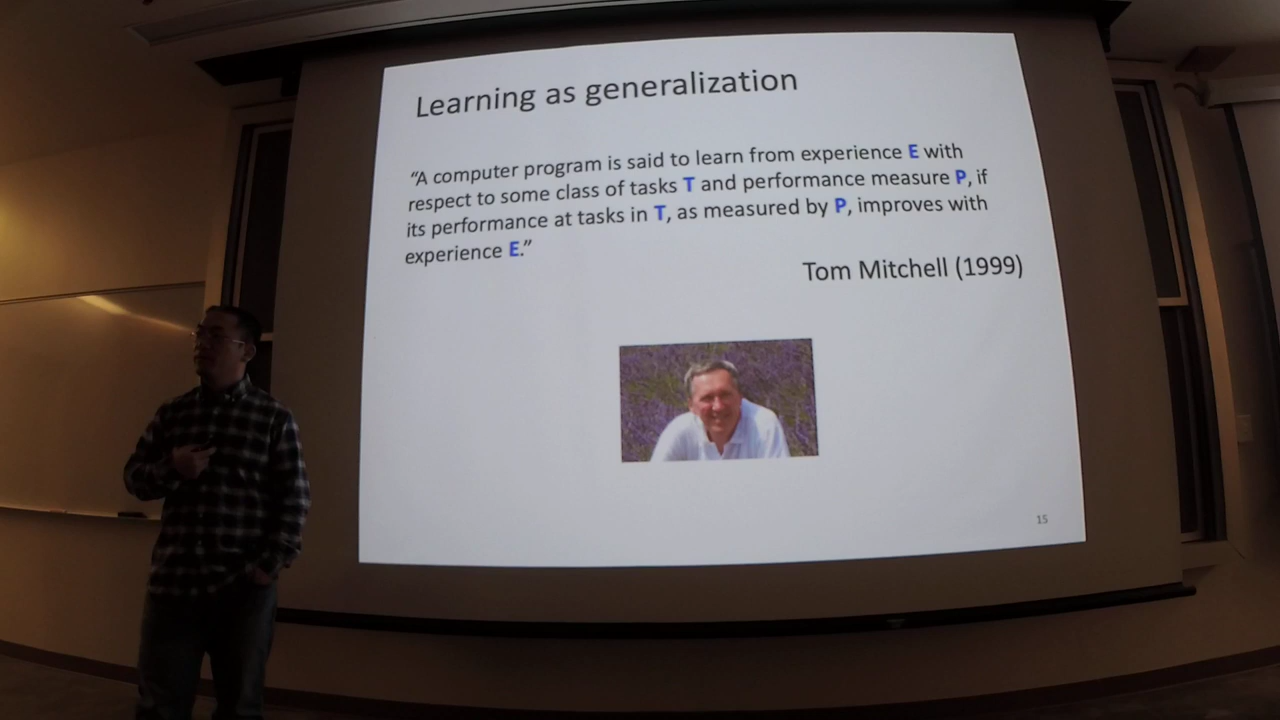 Learning as generalization
“A computer program is said to learn from experience E with
respect to some class of tasks T and performance measure P, if
its performance at tasks in T, as measured by P, improves with
experience E.”
Tom Mitchell (1999)
15